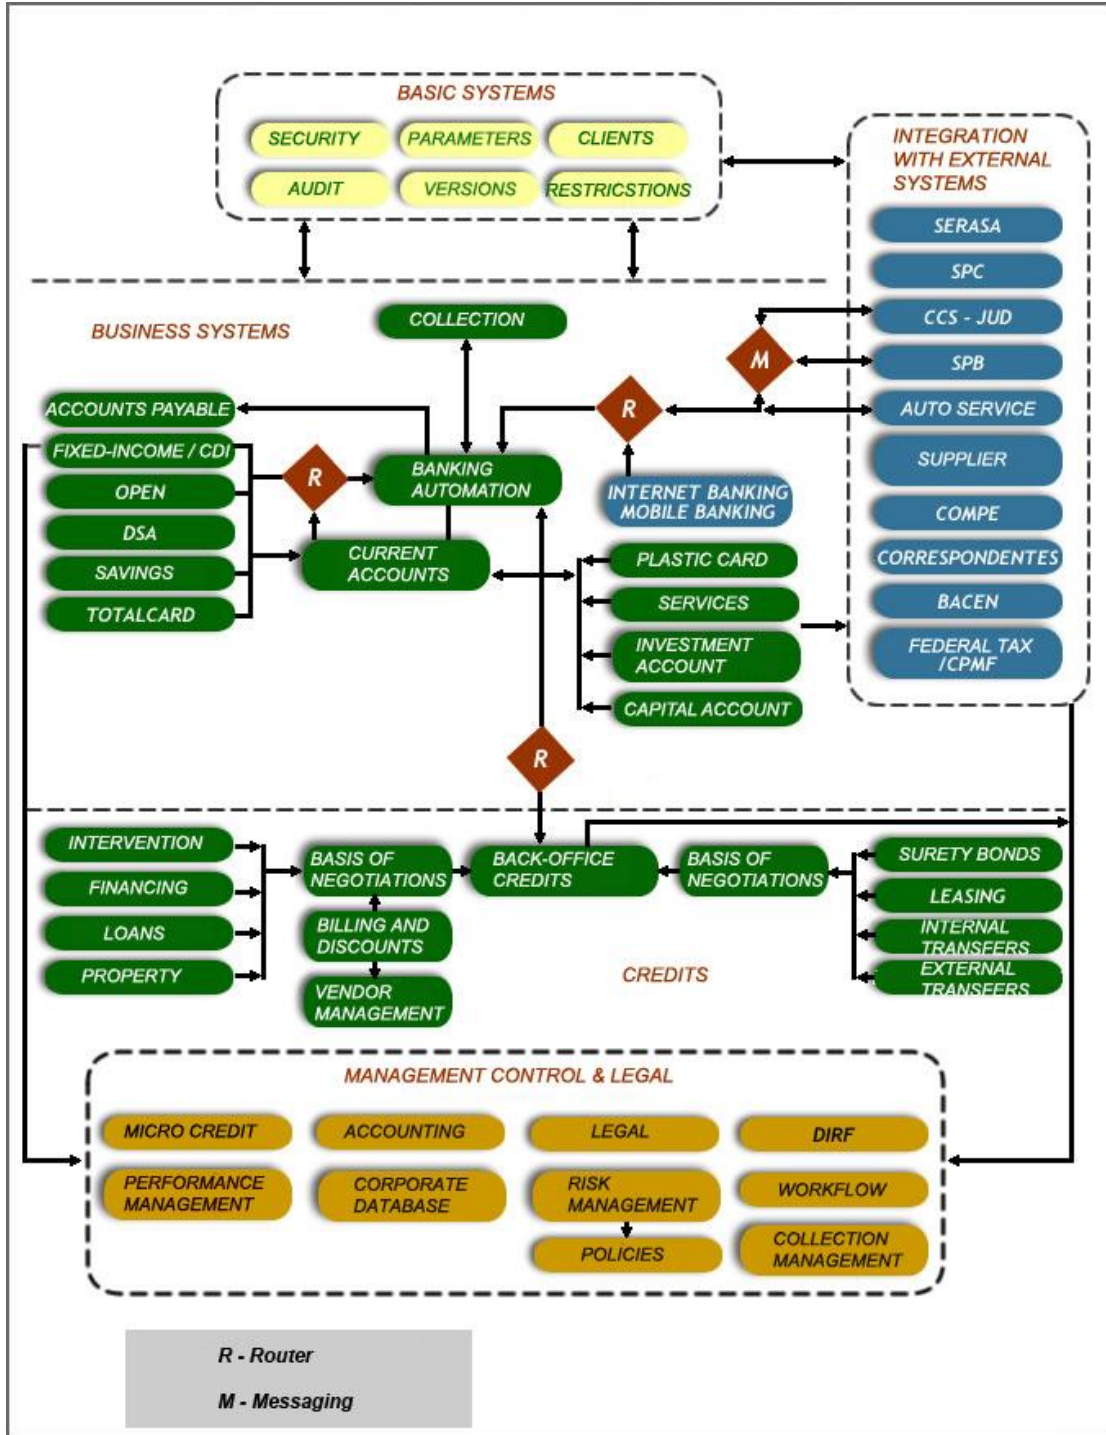 BASIC SYSTEMS
SECURITY
PARAMETERS
CLIENTS
AUDIT
VERSIONS
RESTRICSTIONS
INTEGRATION
WITH EXTERNAL
SYSTEMS
SERASA
SPC
CCS - JUD
SPB
AUTO SERVICE
SUPPLIER
COMPE
CORRESPONDENTES
BACEN
FEDERAL TAX
/CPMF
BUSINESS SYSTEMS
COLLECTION
M
R
ACCOUNTS PAYABLE
FIXED-INCOME / CDI
OPEN
DSA
SAVINGS
TOTALCARD
R
BANKING
AUTOMATION
CURRENT
ACCOUNTS
INTERNET BANKING
MOBILE BANKING
PLASTIC CARD
SERVICES
INVESTMENT
ACCOUNT
CAPITAL ACCOUNT
R
INTERVENTION
FINANCING
LOANS
PROPERTY
BASIS OF
NEGOTIATIONS
BILLING AND
DISCOUNTS
VENDOR
MANAGEMENT
BACK-OFFICE
CREDITS
BASIS OF
NEGOTIATIONS
SURETY BONDS
LEASING
INTERNAL
TRANSFERS
EXTERNAL
TRANSFERS
CREDITS
MANAGEMENT CONTROL & LEGAL
MICRO CREDIT
ACCOUNTING
LEGAL
DIRF
PERFORMANCE
MANAGEMENT
CORPORATE
DATABASE
RISK
MANAGEMENT
WORKFLOW
POLICIES
COLLECTION
MANAGEMENT
R - Router
M - Messaging